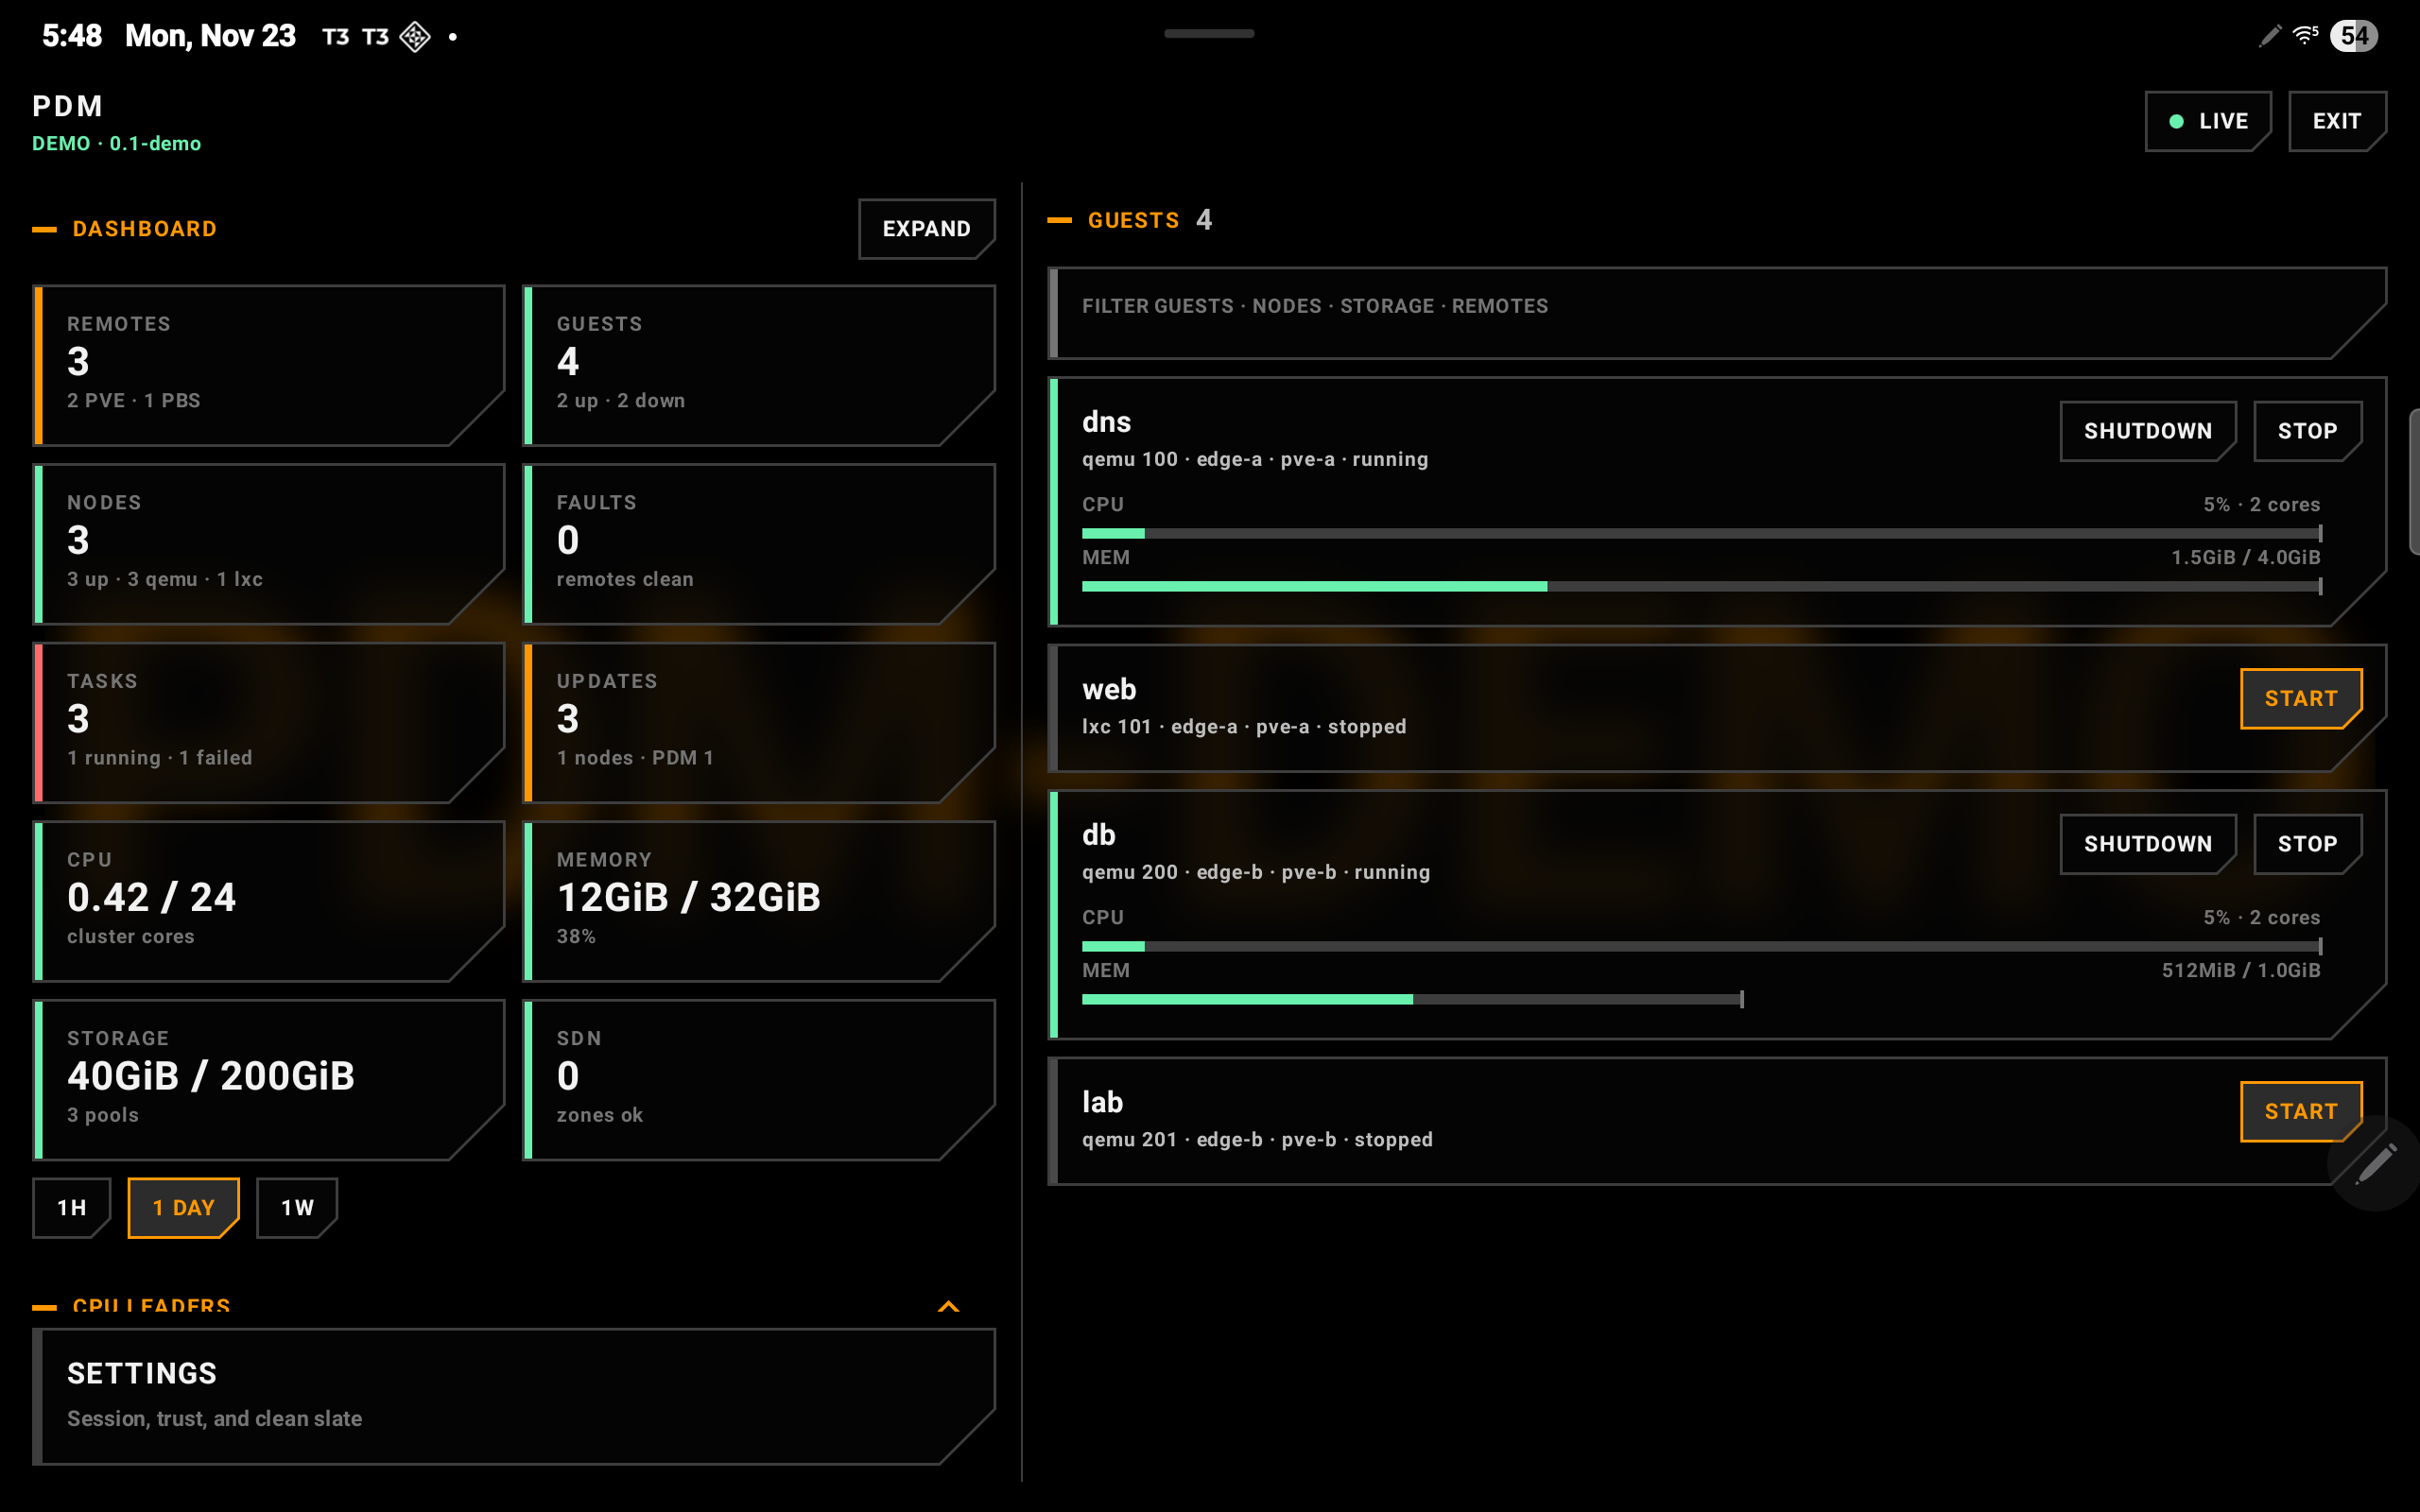 5:48 Mon, Nov 23 T3 T3
5
54
PDM
DEMO · 0.1-demo
LIVE
EXIT
DASHBOARD
EXPAND
REMOTES
3
2 PVE · 1 PBS
GUESTS
4
2 up · 2 down
NODES
3
3 up · 3 qemu · 1 lxc
FAULTS
0
remotes clean
TASKS
3
1 running · 1 failed
UPDATES
3
1 nodes · PDM 1
CPU
0.42 / 24
cluster cores
MEMORY
12GiB / 32GiB
38%
STORAGE
40GiB / 200GiB
3 pools
SDN
0
zones ok
1H
1 DAY
1W
CPU LEADERS
SETTINGS
Session, trust, and clean slate
GUESTS 4
FILTER GUESTS · NODES · STORAGE · REMOTES
dns
qemu 100 · edge-a · pve-a · running
SHUTDOWN
STOP
CPU
5% · 2 cores
MEM
1.5GiB / 4.0GiB
web
lxc 101 · edge-a · pve-a · stopped
START
db
qemu 200 · edge-b · pve-b · running
SHUTDOWN
STOP
CPU
5% · 2 cores
MEM
512MiB / 1.0GiB
lab
qemu 201 · edge-b · pve-b · stopped
START
PDM-DEMO